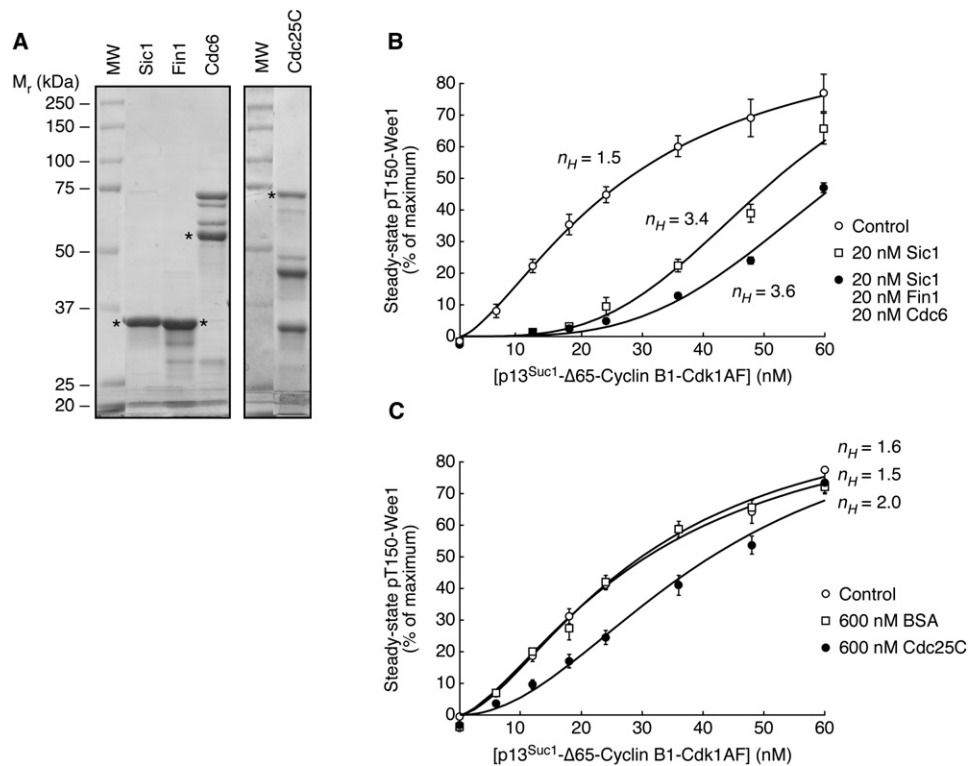 A
MW
Sic1
Fin1
Cdc6
MW
Cdc25C
Mr (kDa)
250
150
100
75
50
37
25
20
*
*
*
*
B
Steady-state pT150-Wee1
(% of maximum)
80
70
60
50
40
30
20
10
0
10
20
30
40
50
60
nH = 1.5
nH = 3.4
nH = 3.6
Control
20 nM Sic1
20 nM Sic1
20 nM Fin1
20 nM Cdc6
[p13Suc1-Δ65-Cyclin B1-Cdk1AF] (nM)
C
Steady-state pT150-Wee1
(% of maximum)
80
70
60
50
40
30
20
10
0
10
20
30
40
50
60
nH = 1.6
nH = 1.5
nH = 2.0
Control
600 nM BSA
600 nM Cdc25C
[p13Suc1-Δ65-Cyclin B1-Cdk1AF] (nM)